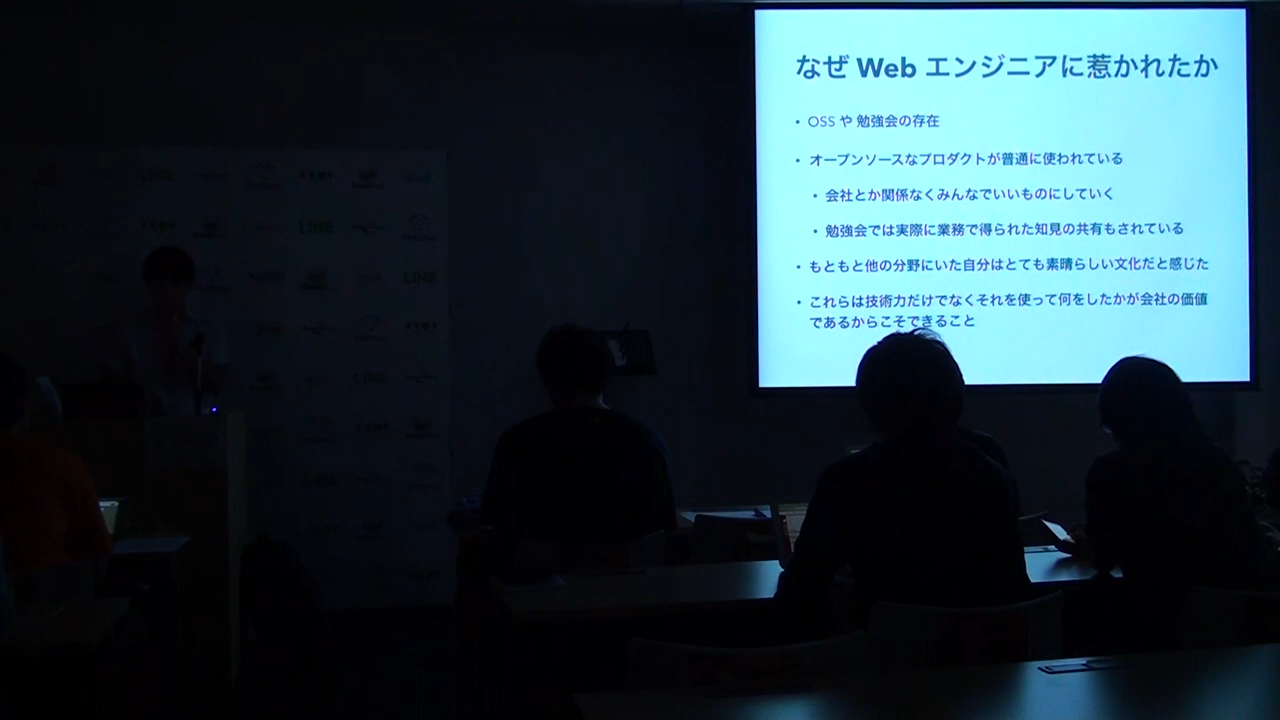 なぜ Web エンジニアに惹かれたか
• OSS や 勉強会の存在
• オープンソースなプロダクトが普通に使われている
• 会社とか関係なくみんなでいいものにしていく
• 勉強会では実際に業務で得られた知見の共有もされている
• もともと他の分野にいた自分はとても素晴らしい文化だと感じた
• これらは技術力だけでなくそれを使って何をしたかが会社の価値
であるからこそできること
LINE
LINE
LINE
LINE